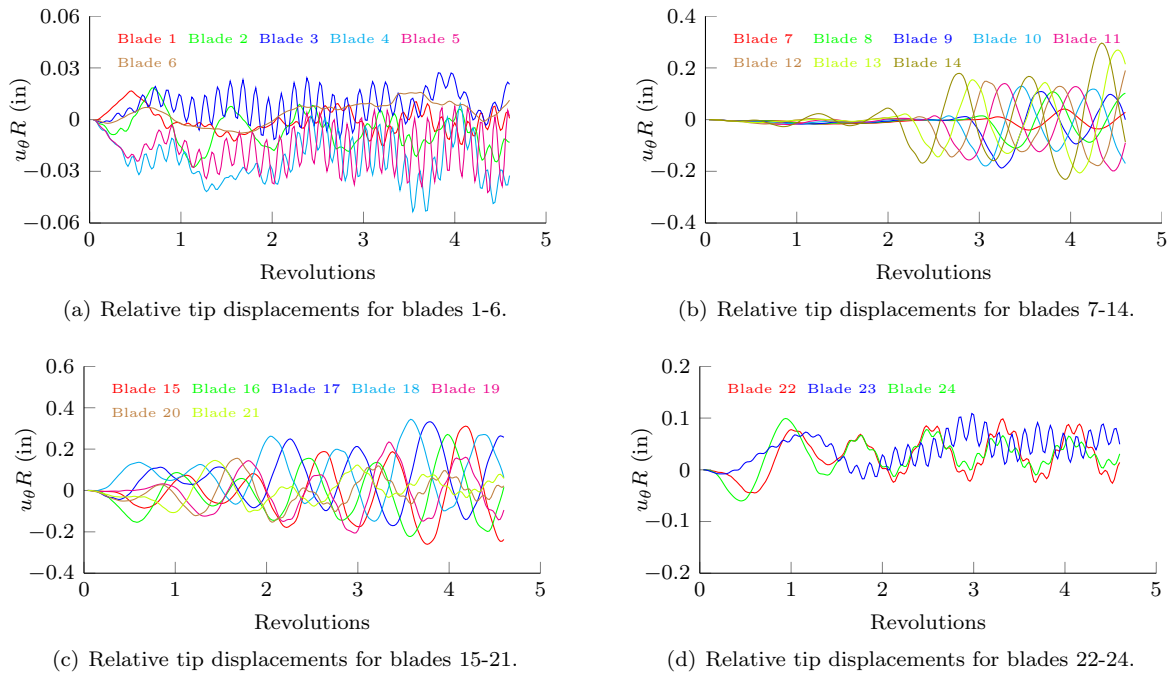 0.06
0.03
0
−0.03
−0.06
u_θR (in)
Blade 1 Blade 2 Blade 3 Blade 4 Blade 5
Blade 6
0 1 2 3 4 5
Revolutions
(a) Relative tip displacements for blades 1-6.
0.4
0.2
0
−0.2
−0.4
u_θR (in)
Blade 7 Blade 8 Blade 9 Blade 10 Blade 11
Blade 12 Blade 13 Blade 14
0 1 2 3 4 5
Revolutions
(b) Relative tip displacements for blades 7-14.
0.6
0.4
0.2
0
−0.2
−0.4
u_θR (in)
Blade 15 Blade 16 Blade 17 Blade 18 Blade 19
Blade 20 Blade 21
0 1 2 3 4 5
Revolutions
(c) Relative tip displacements for blades 15-21.
0.2
0.1
0
−0.1
−0.2
u_θR (in)
Blade 22 Blade 23 Blade 24
0 1 2 3 4 5
Revolutions
(d) Relative tip displacements for blades 22-24.